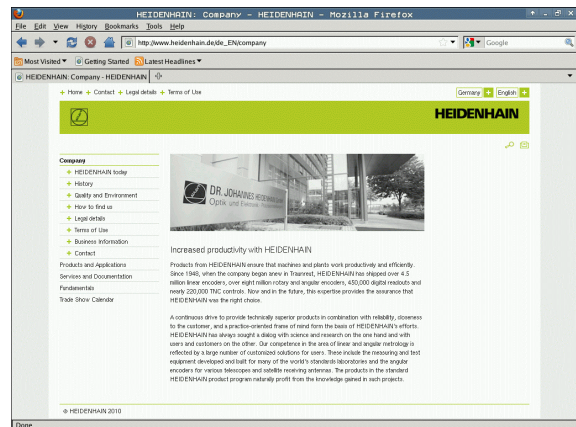 HEIDENHAIN: Company - HEIDENHAIN - Mozilla Firefox
File Edit View History Bookmarks Tools Help
http://www.heidenhain.de/de_EN/company
Google
Most Visited Getting Started Latest Headlines
HEIDENHAIN: Company - HEIDENHAIN
+ Home + Contact + Legal details + Terms of Use
Germany + English +
HEIDENHAIN
Company
+ HEIDENHAIN today
+ History
+ Quality and Environment
+ How to find us
+ Legal details
+ Terms of Use
+ Business Information
+ Contact
Products and Applications
Services and Documentation
Fundamentals
Trade Show Calendar
DR. JOHANNES HEIDENHAIN
Optik und Elektronik
Increased productivity with HEIDENHAIN
Products from HEIDENHAIN ensure that machines and plants work productively and efficiently.
Since 1948, when the company began anew in Traunreut, HEIDENHAIN has shipped over 4.5
million linear encoders, over eight million rotary and angular encoders, 450,000 digital readouts and
nearly 220,000 TNC controls. Now and in the future, this expertise provides the assurance that
HEIDENHAIN was the right choice.
A continuous drive to provide technically superior products in combination with reliability, closeness
to the customer, and a practice-oriented frame of mind form the basis of HEIDENHAIN's efforts.
HEIDENHAIN has always sought a dialog with science and research on the one hand and with
users and customers on the other. Our competence in the area of linear and angular metrology is
reflected by a large number of customized solutions for users. These include the measuring and test
equipment developed and built for many of the world's standards laboratories and the angular
encoders for various telescopes and satellite receiving antennas. The products in the standard
HEIDENHAIN product program naturally profit from the knowledge gained in such projects.
© HEIDENHAIN 2010
Done